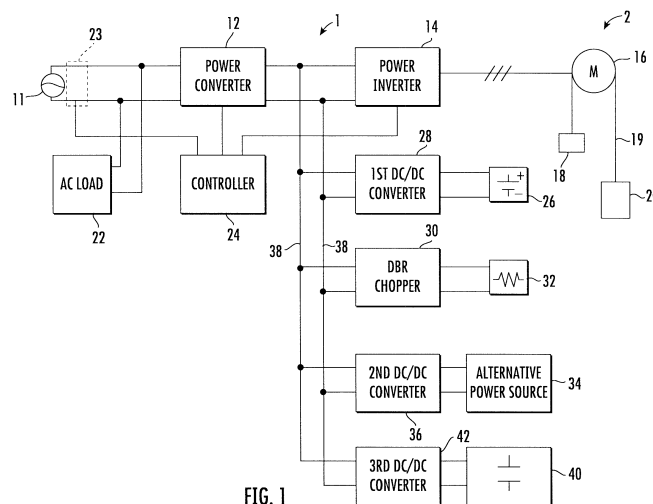 1
2
12
23
14
POWER
CONVERTER
POWER
INVERTER
M
16
11
28
19
AC LOAD
CONTROLLER
1ST DC/DC
CONVERTER
+
−
26
18
2
22
24
30
38
38
DBR
CHOPPER
32
2ND DC/DC
CONVERTER
ALTERNATIVE
POWER SOURCE
34
36
42
3RD DC/DC
CONVERTER
40
FIG. 1